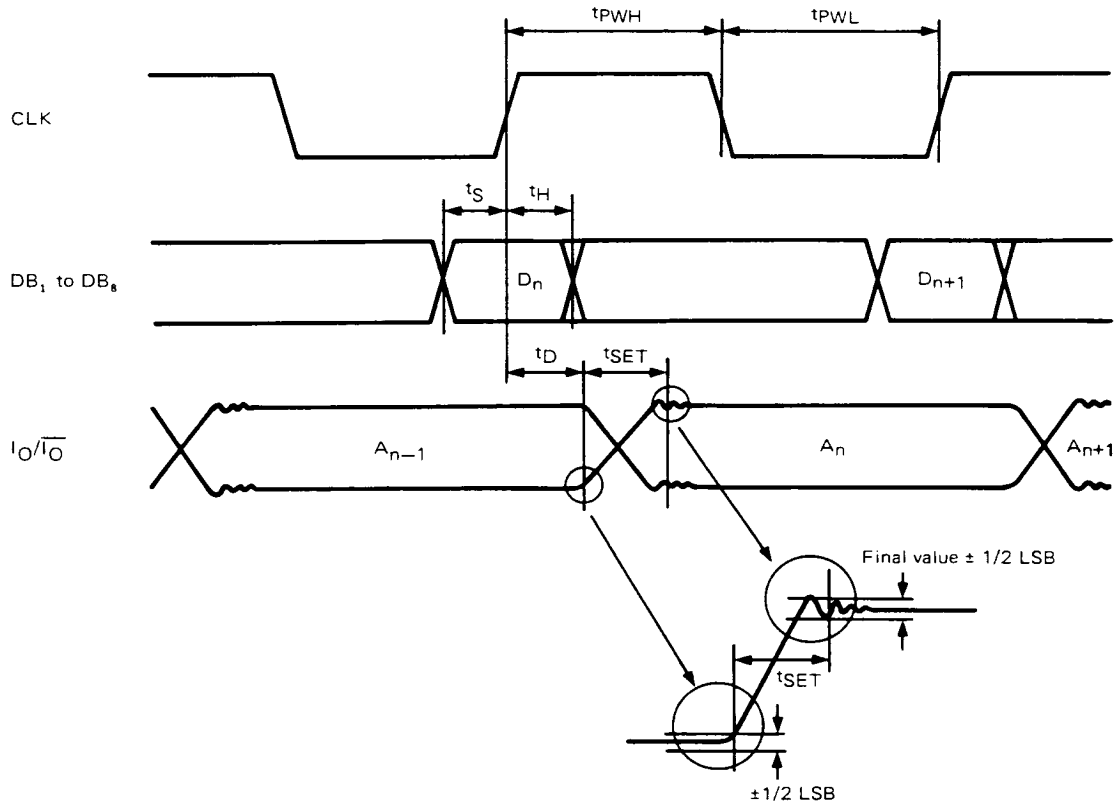 tPWH
tPWL
CLK
tS
tH
DB₁ to DB₈
Dn
Dn+1
tD
tSET
IO/I̅O̅
An−1
An
An+1
Final value ± 1/2 LSB
tSET
±1/2 LSB